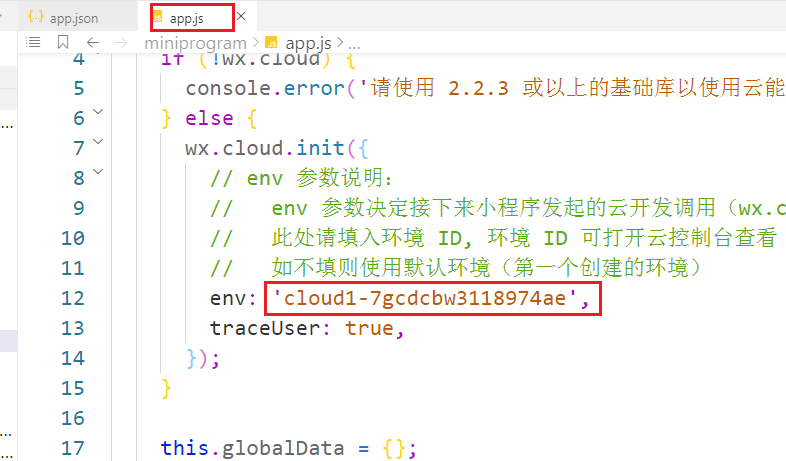 app.json
app.js
miniprogram > app.js > ...
4 if (!wx.cloud) {
5 console.error('请使用 2.2.3 或以上的基础库以使用云能
6 } else {
7 wx.cloud.init({
8 // env 参数说明：
9 //   env 参数决定接下来小程序发起的云开发调用（wx.c
10 //   此处请填入环境 ID, 环境 ID 可打开云控制台查看
11 //   如不填则使用默认环境（第一个创建的环境）
12 env: 'cloud1-7gcdcbw3118974ae',
13 traceUser: true,
14 });
15 }
16
17 this.globalData = {};